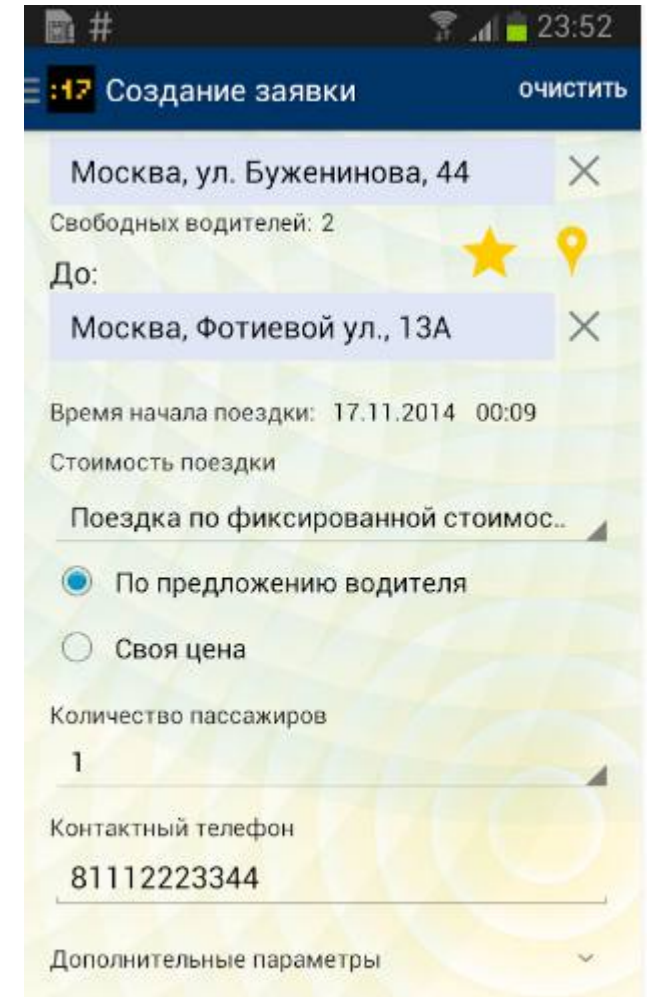 # 23:52
:17 Создание заявки ОЧИСТИТЬ
Москва, ул. Буженинова, 44
Свободных водителей: 2
До:
Москва, Фотиевой ул., 13А
Время начала поездки: 17.11.2014 00:09
Стоимость поездки
Поездка по фиксированной стоимос..
По предложению водителя
Своя цена
Количество пассажиров
1
Контактный телефон
81112223344
Дополнительные параметры